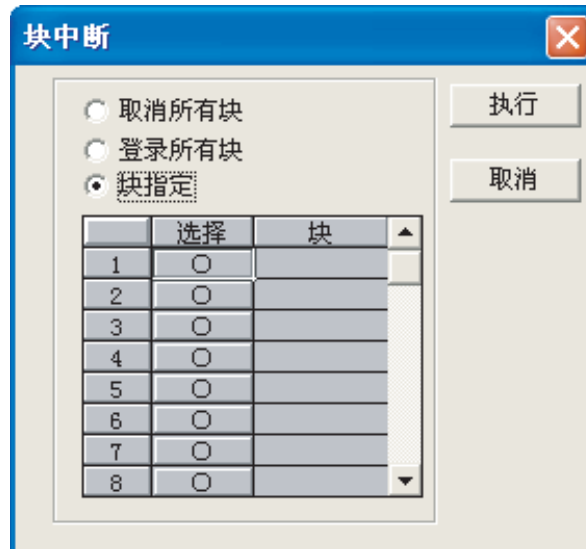 块中断
取消所有块
登录所有块
块指定
执行
取消
选择 块
1 ○
2 ○
3 ○
4 ○
5 ○
6 ○
7 ○
8 ○